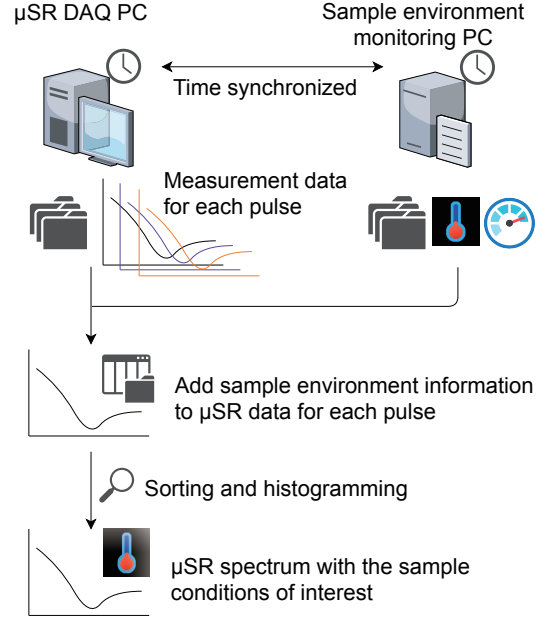 µSR DAQ PC
Sample environment
monitoring PC
Time synchronized
Measurement data
for each pulse
Add sample environment information
to µSR data for each pulse
Sorting and histogramming
µSR spectrum with the sample
conditions of interest